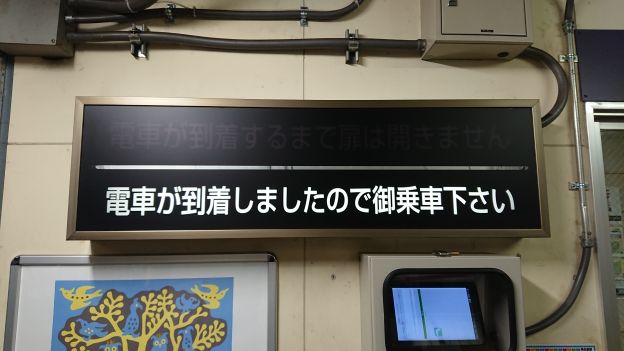 電車が到着するまで扉は開きません
電車が到着しましたので御乗車下さい